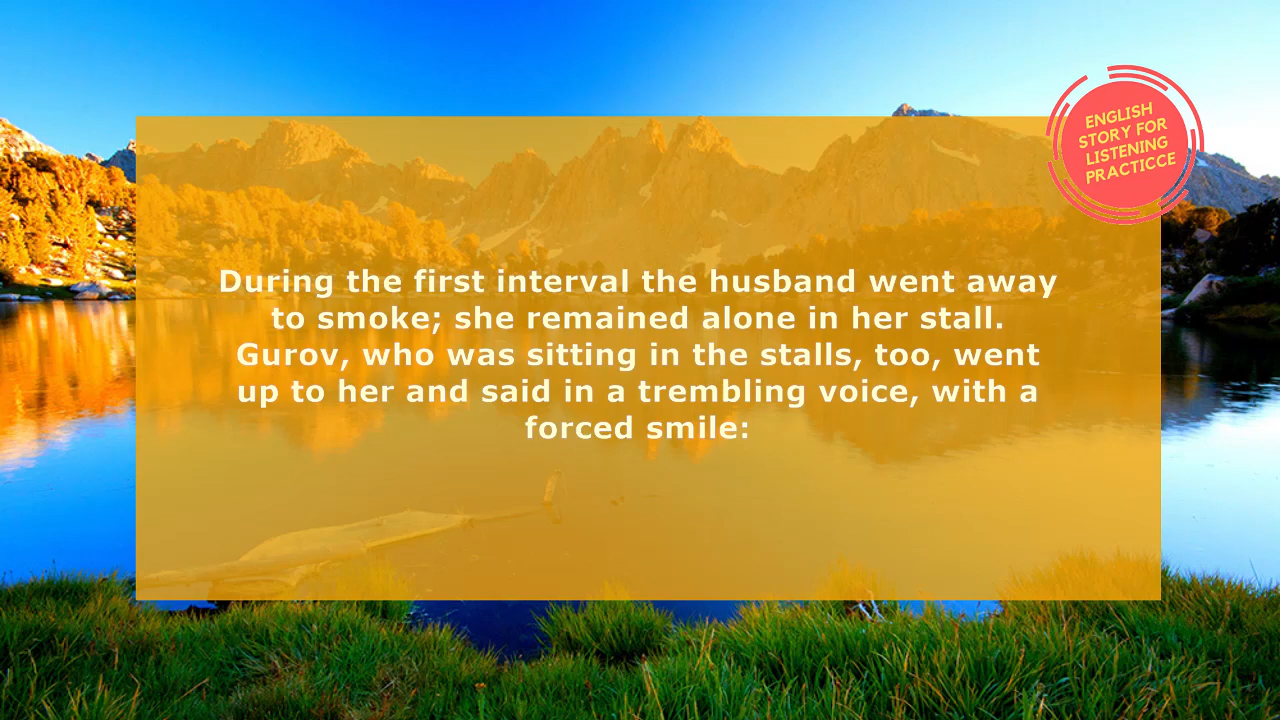 ENGLISH
STORY FOR
LISTENING
PRACTICCE
During the first interval the husband went away
to smoke; she remained alone in her stall.
Gurov, who was sitting in the stalls, too, went
up to her and said in a trembling voice, with a
forced smile: